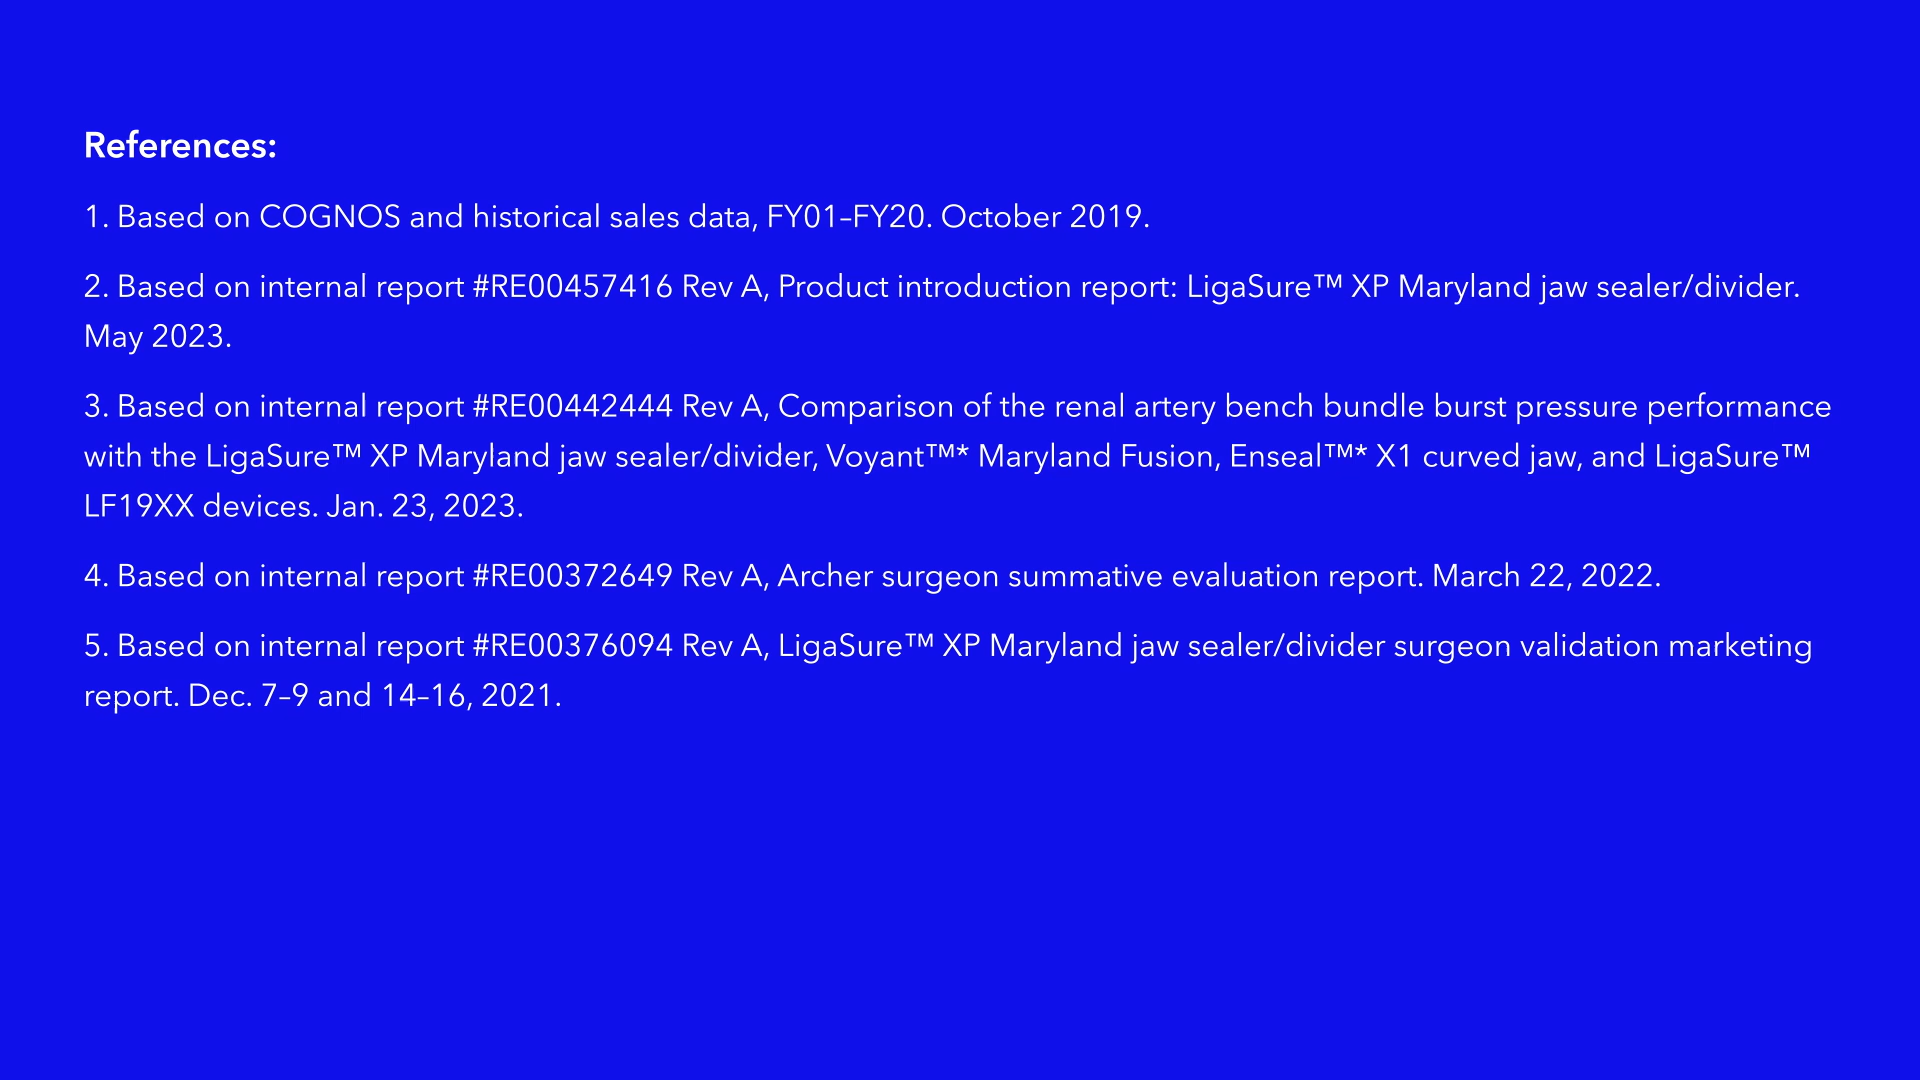 References:
1. Based on COGNOS and historical sales data, FY01–FY20. October 2019.
2. Based on internal report #RE00457416 Rev A, Product introduction report: LigaSure™ XP Maryland jaw sealer/divider.
May 2023.
3. Based on internal report #RE00442444 Rev A, Comparison of the renal artery bench bundle burst pressure performance
with the LigaSure™ XP Maryland jaw sealer/divider, Voyant™* Maryland Fusion, Enseal™* X1 curved jaw, and LigaSure™
LF19XX devices. Jan. 23, 2023.
4. Based on internal report #RE00372649 Rev A, Archer surgeon summative evaluation report. March 22, 2022.
5. Based on internal report #RE00376094 Rev A, LigaSure™ XP Maryland jaw sealer/divider surgeon validation marketing
report. Dec. 7–9 and 14–16, 2021.